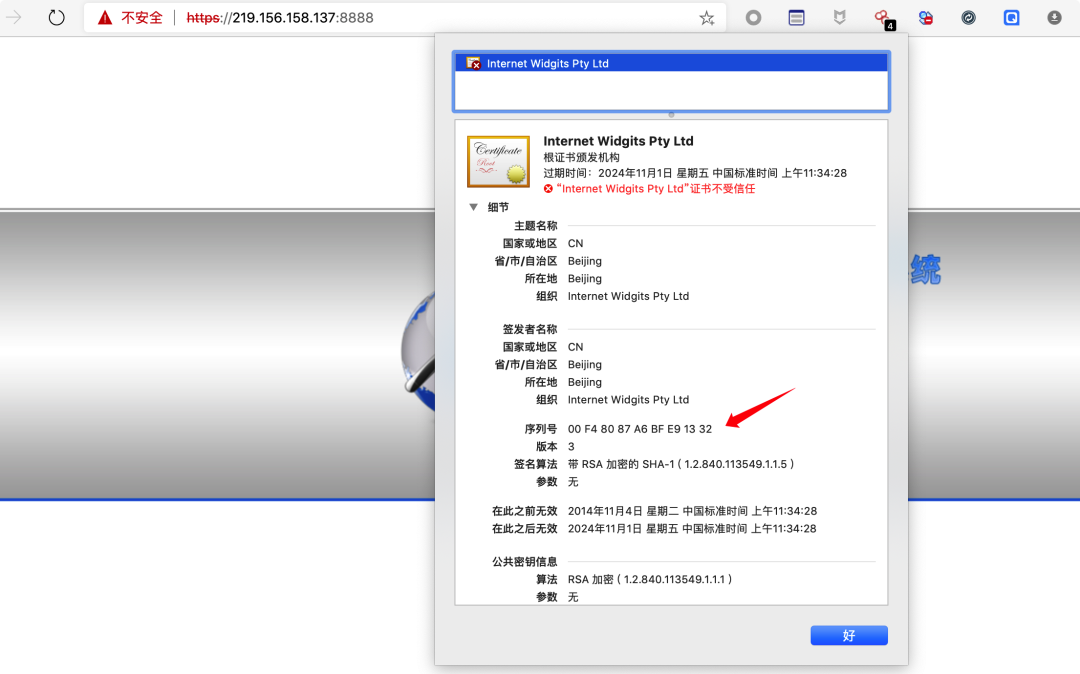 不安全 | https://219.156.158.137:8888
4
Internet Widgits Pty Ltd
Certificate
Root
Internet Widgits Pty Ltd
根证书颁发机构
过期时间：2024年11月1日 星期五 中国标准时间 上午11:34:28
“Internet Widgits Pty Ltd”证书不受信任
细节
主题名称
国家或地区 CN
省/市/自治区 Beijing
所在地 Beijing
组织 Internet Widgits Pty Ltd
签发者名称
国家或地区 CN
省/市/自治区 Beijing
所在地 Beijing
组织 Internet Widgits Pty Ltd
序列号 00 F4 80 87 A6 BF E9 13 32
版本 3
签名算法 带 RSA 加密的 SHA-1 ( 1.2.840.113549.1.1.5 )
参数 无
在此之前无效 2014年11月4日 星期二 中国标准时间 上午11:34:28
在此之后无效 2024年11月1日 星期五 中国标准时间 上午11:34:28
公共密钥信息
算法 RSA 加密 ( 1.2.840.113549.1.1.1 )
参数 无
好
统